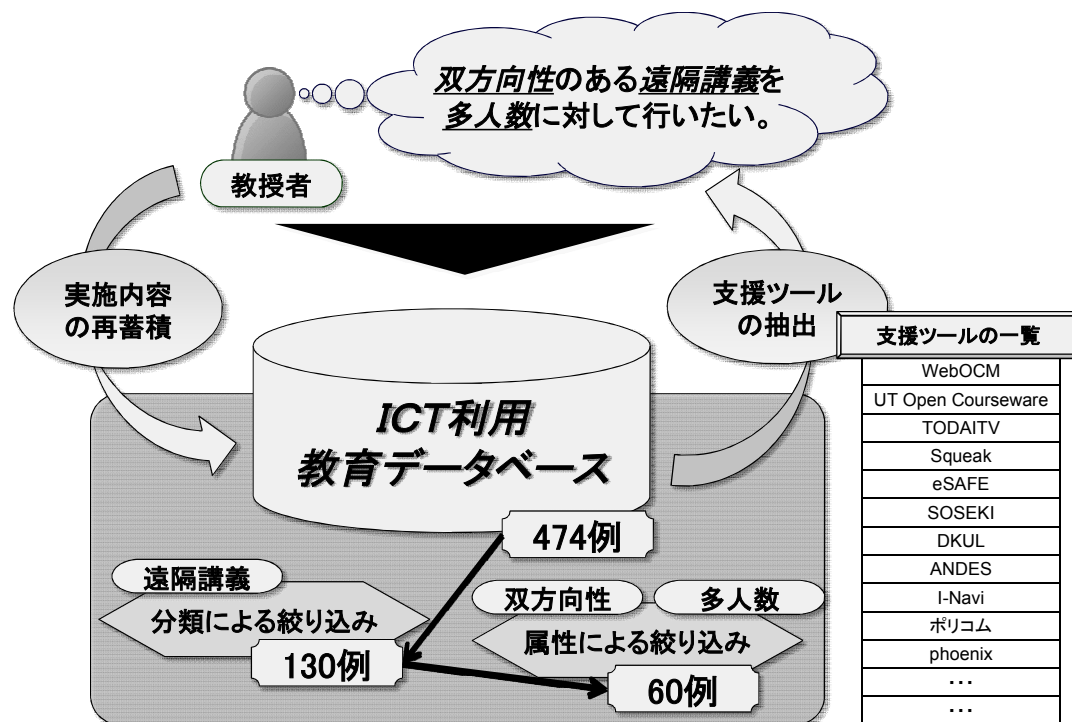 双方向性のある遠隔講義を
多人数に対して行いたい。
教授者
実施内容
の再蓄積
支援ツール
の抽出
ICT利用
教育データベース
474例
遠隔講義
分類による絞り込み
130例
双方向性
多人数
属性による絞り込み
60例
支援ツールの一覧
WebOCM
UT Open Courseware
TODAITV
Squeak
eSAFE
SOSEKI
DKUL
ANDES
I-Navi
ポリコム
phoenix
…
…